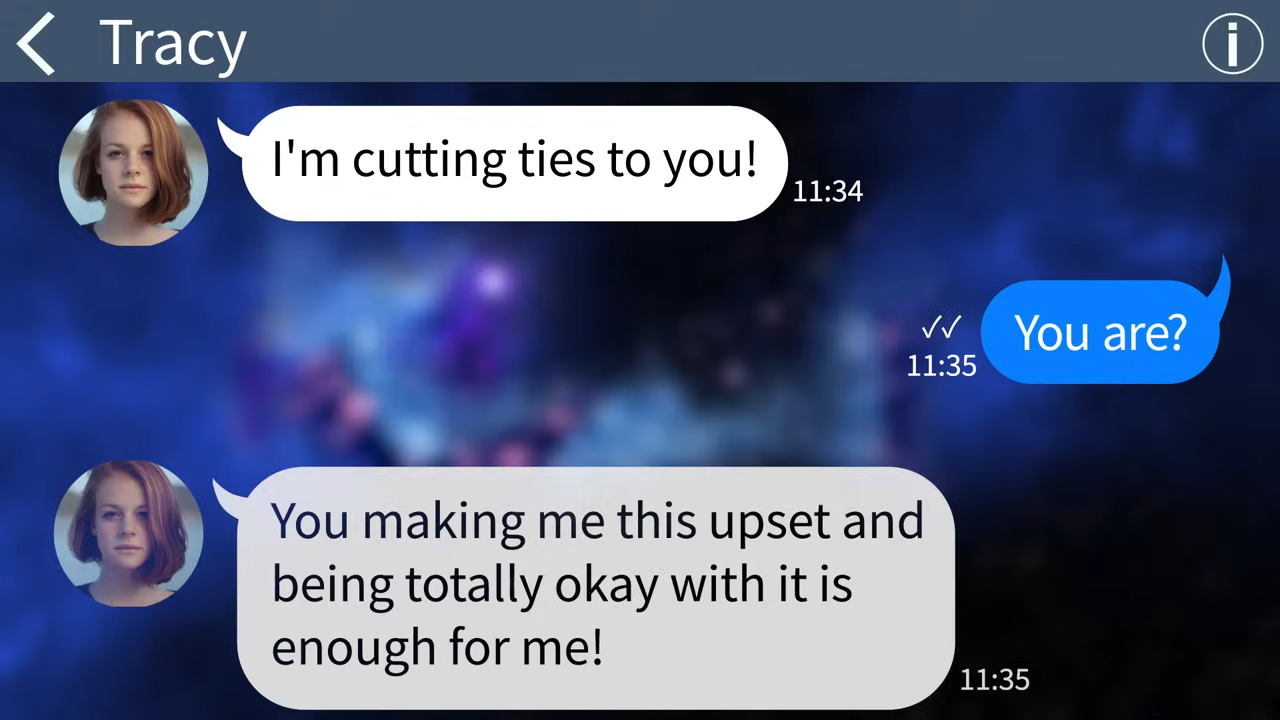 Tracy
I'm cutting ties to you!
11:34
You are?
11:35
You making me this upset and
being totally okay with it is
enough for me!
11:35